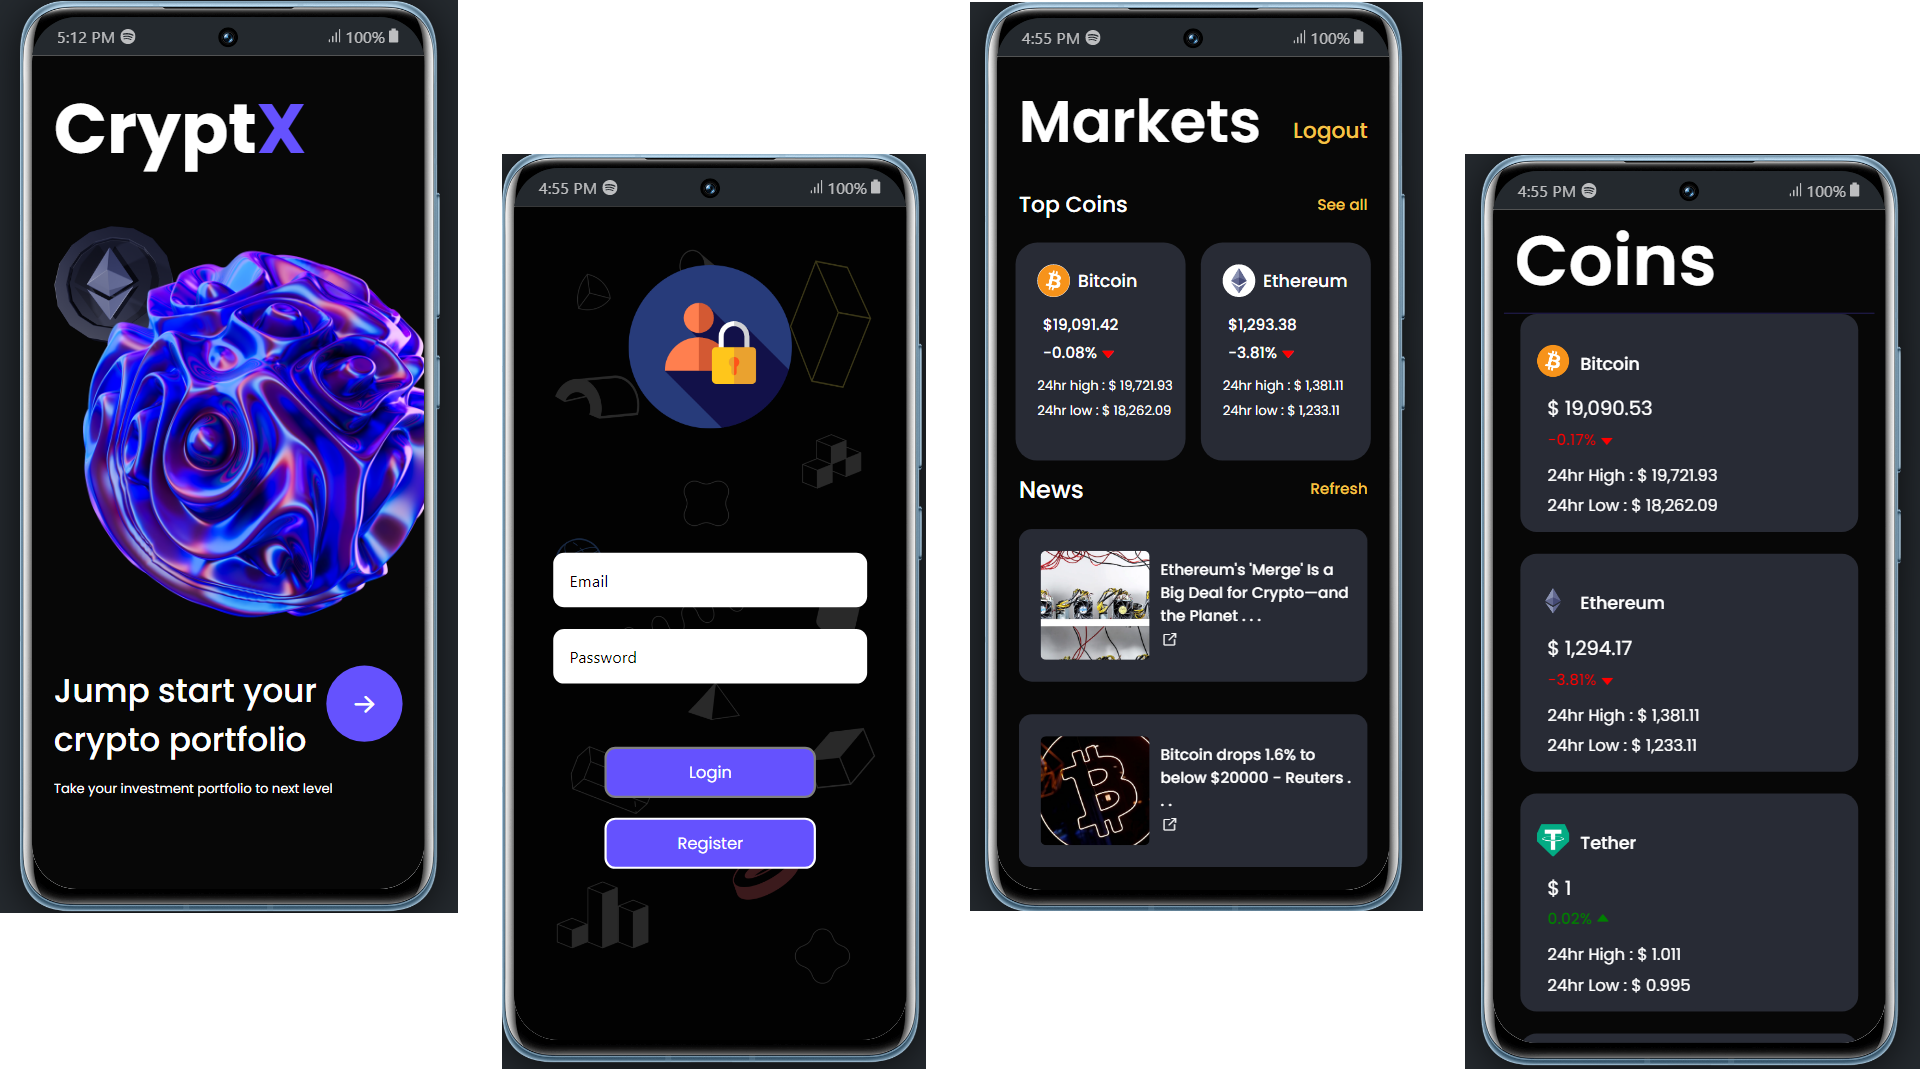 5:12 PM
100%
CryptX
Jump start your
crypto portfolio
Take your investment portfolio to next level
4:55 PM
100%
Email
Password
Login
Register
4:55 PM
100%
Markets
Logout
Top Coins
See all
Bitcoin
$19,091.42
-0.08%
24hr high : $ 19,721.93
24hr low : $ 18,262.09
Ethereum
$1,293.38
-3.81%
24hr high : $ 1,381.11
24hr low : $ 1,233.11
News
Refresh
Ethereum's 'Merge' Is a
Big Deal for Crypto—and
the Planet . . .
Bitcoin drops 1.6% to
below $20000 - Reuters .
. .
4:55 PM
100%
Coins
Bitcoin
$ 19,090.53
-0.17%
24hr High : $ 19,721.93
24hr Low : $ 18,262.09
Ethereum
$ 1,294.17
-3.81%
24hr High : $ 1,381.11
24hr Low : $ 1,233.11
Tether
$ 1
0.02%
24hr High : $ 1.011
24hr Low : $ 0.995